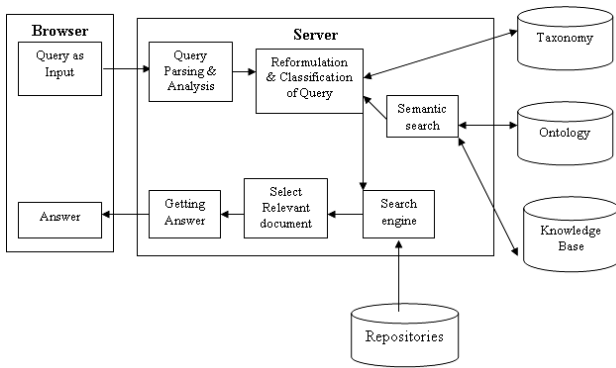 Browser
Server
Query as
Input
Query
Parsing &
Analysis
Reformulation
& Classification
of Query
Semantic
search
Taxonomy
Ontology
Knowledge
Base
Answer
Getting
Answer
Select
Relevant
document
Search
engine
Repositories